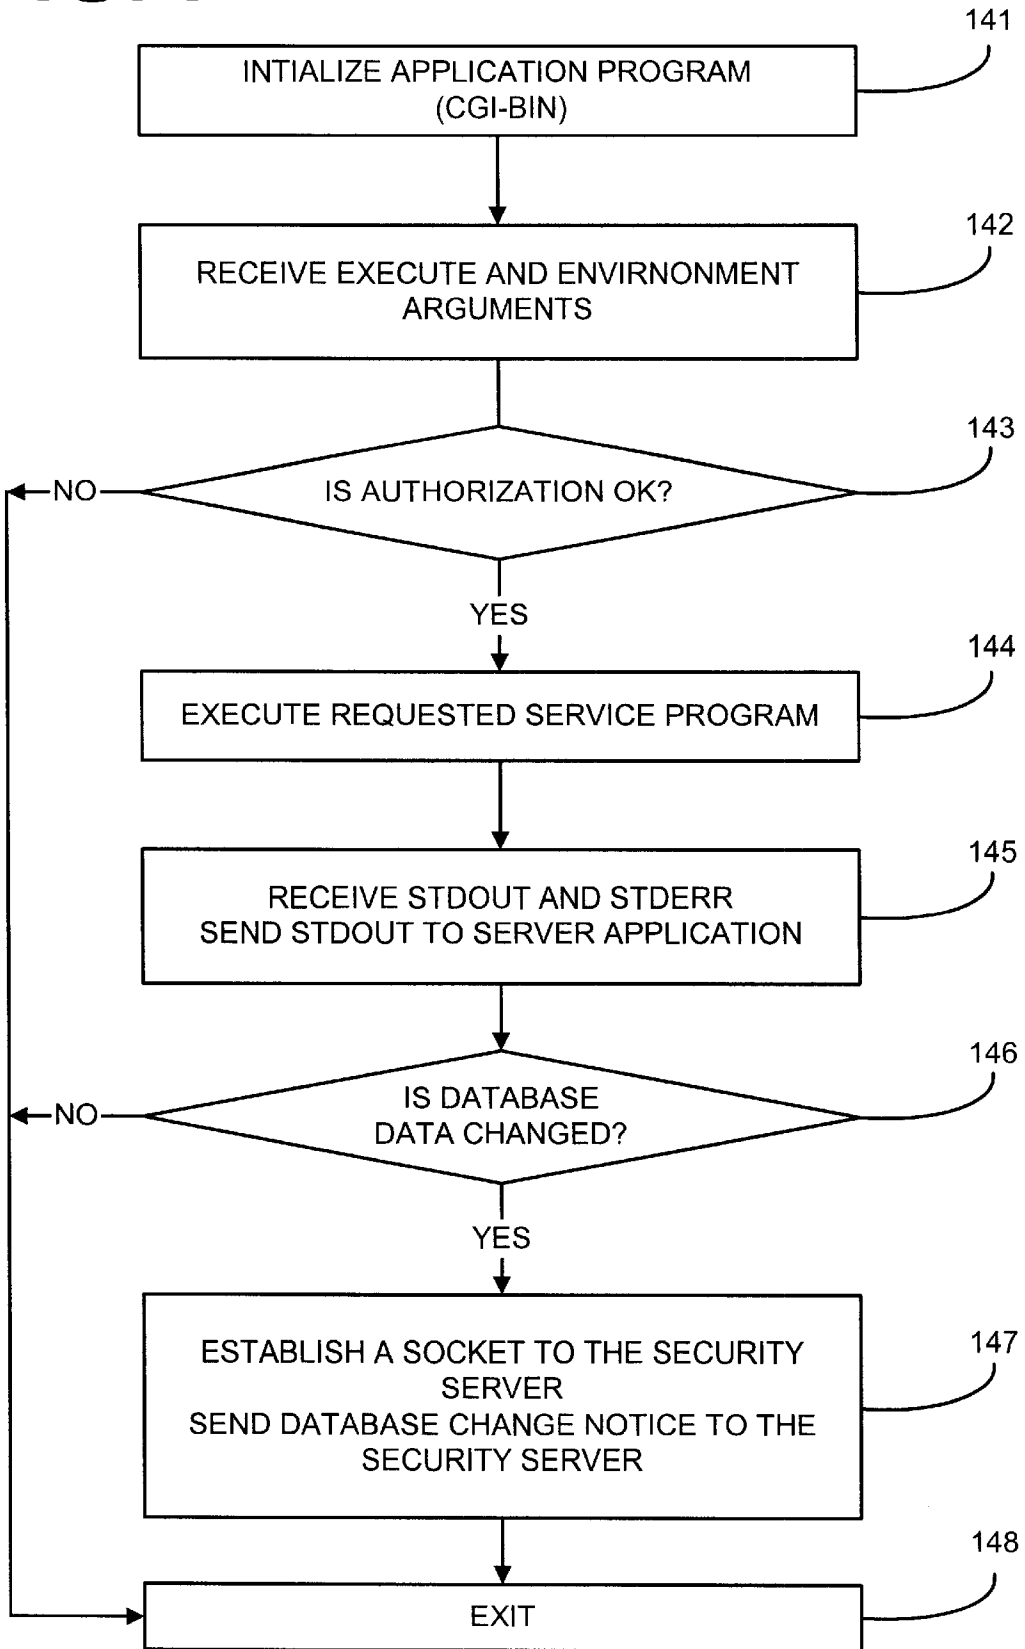 141
INTIALIZE APPLICATION PROGRAM
(CGI-BIN)
142
RECEIVE EXECUTE AND ENVIRNONMENT
ARGUMENTS
143
NO
IS AUTHORIZATION OK?
YES
144
EXECUTE REQUESTED SERVICE PROGRAM
145
RECEIVE STDOUT AND STDERR
SEND STDOUT TO SERVER APPLICATION
146
IS DATABASE
DATA CHANGED?
NO
YES
147
ESTABLISH A SOCKET TO THE SECURITY
SERVER
SEND DATABASE CHANGE NOTICE TO THE
SECURITY SERVER
148
EXIT